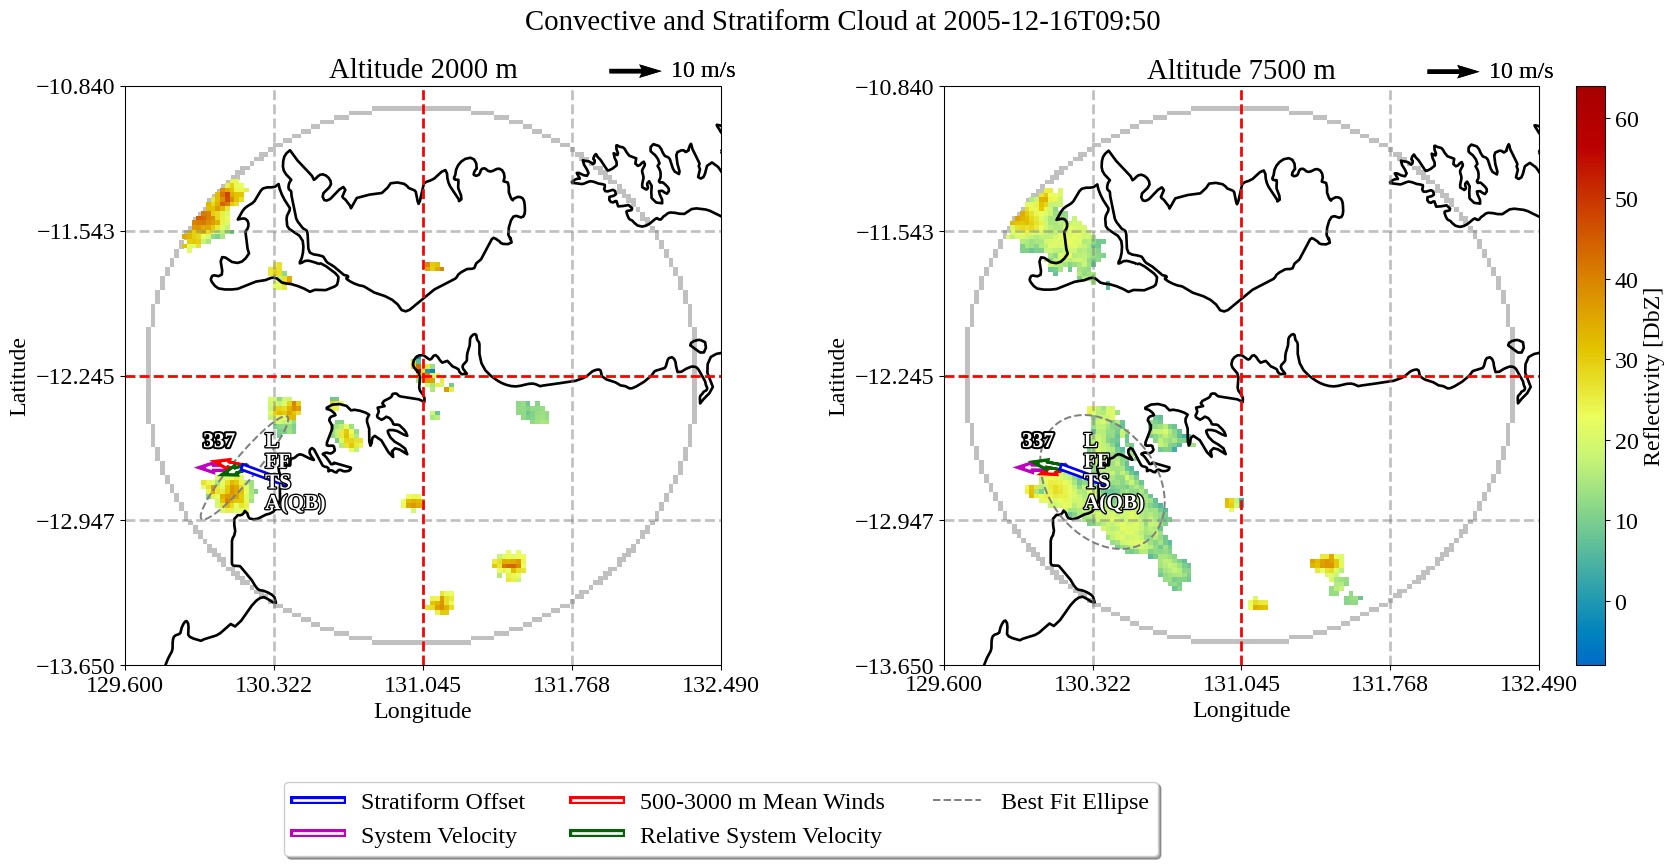 Convective and Stratiform Cloud at 2005-12-16T09:50
Altitude 2000 m
10 m/s
−10.840
−11.543
−12.245
−12.947
−13.650
129.600
130.322
131.045
131.768
132.490
Latitude
Longitude
337
L
FF
TS
A(QB)
Altitude 7500 m
10 m/s
−10.840
−11.543
−12.245
−12.947
−13.650
129.600
130.322
131.045
131.768
132.490
Latitude
Longitude
337
L
FF
TS
A(QB)
60
50
40
30
20
10
0
Reflectivity [DbZ]
Stratiform Offset
System Velocity
500-3000 m Mean Winds
Relative System Velocity
Best Fit Ellipse